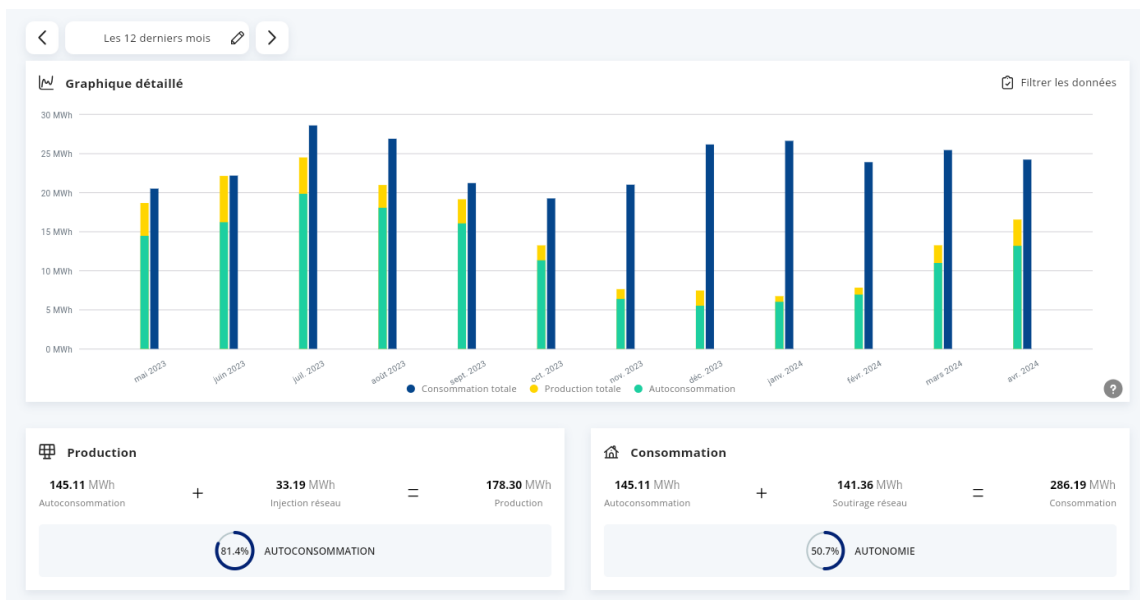 Les 12 derniers mois
Graphique détaillé
Filtrer les données
30 MWh
25 MWh
20 MWh
15 MWh
10 MWh
5 MWh
0 MWh
mai 2023
juin 2023
juil. 2023
août 2023
sept. 2023
oct. 2023
nov. 2023
déc. 2023
janv. 2024
févr. 2024
mars 2024
avr. 2024
Consommation totale Production totale Autoconsommation
?
Production
145.11 MWh + 33.19 MWh = 178.30 MWh
Autoconsommation Injection réseau Production
81.4% AUTOCONSOMMATION
Consommation
145.11 MWh + 141.36 MWh = 286.19 MWh
Autoconsommation Soutirage réseau Consommation
50.7% AUTONOMIE